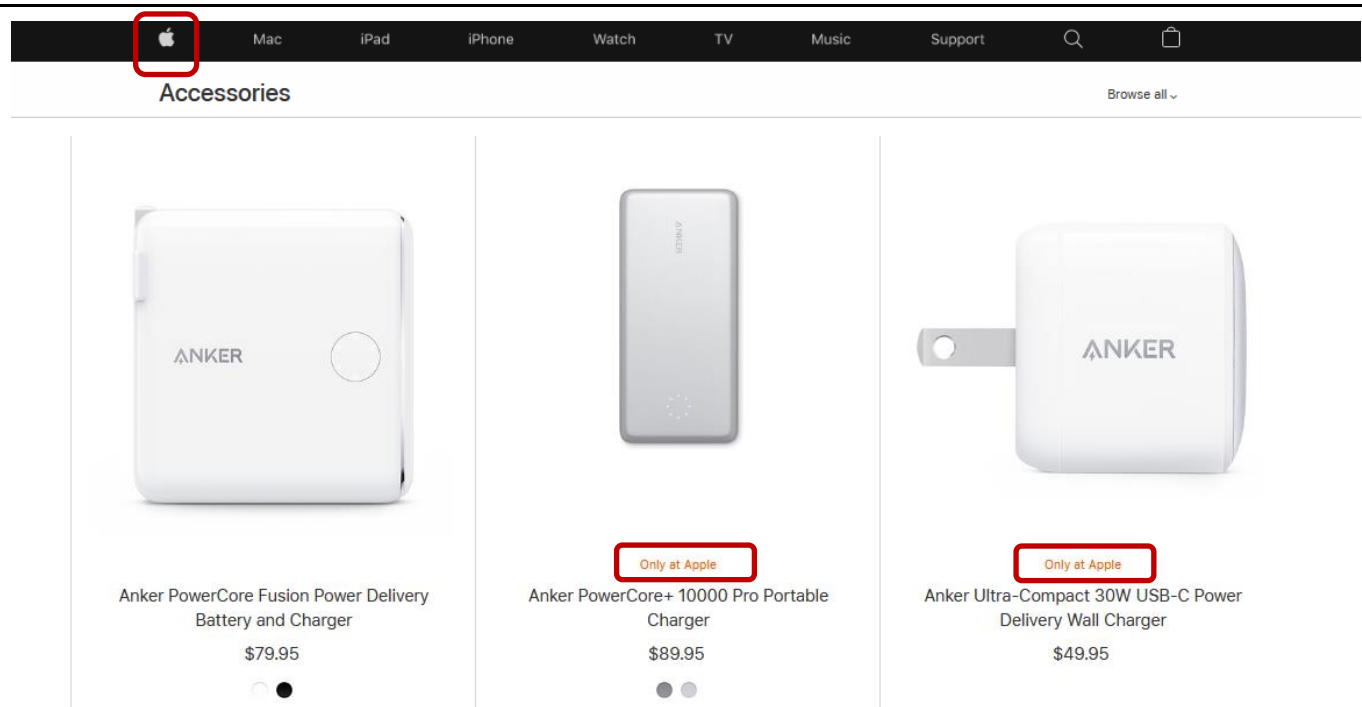 Mac iPad iPhone Watch TV Music Support
Accessories
Browse all
ANKER
ANKER
ANKER
Only at Apple
Only at Apple
Anker PowerCore Fusion Power Delivery
Battery and Charger
$79.95
Anker PowerCore+ 10000 Pro Portable
Charger
$89.95
Anker Ultra-Compact 30W USB-C Power
Delivery Wall Charger
$49.95